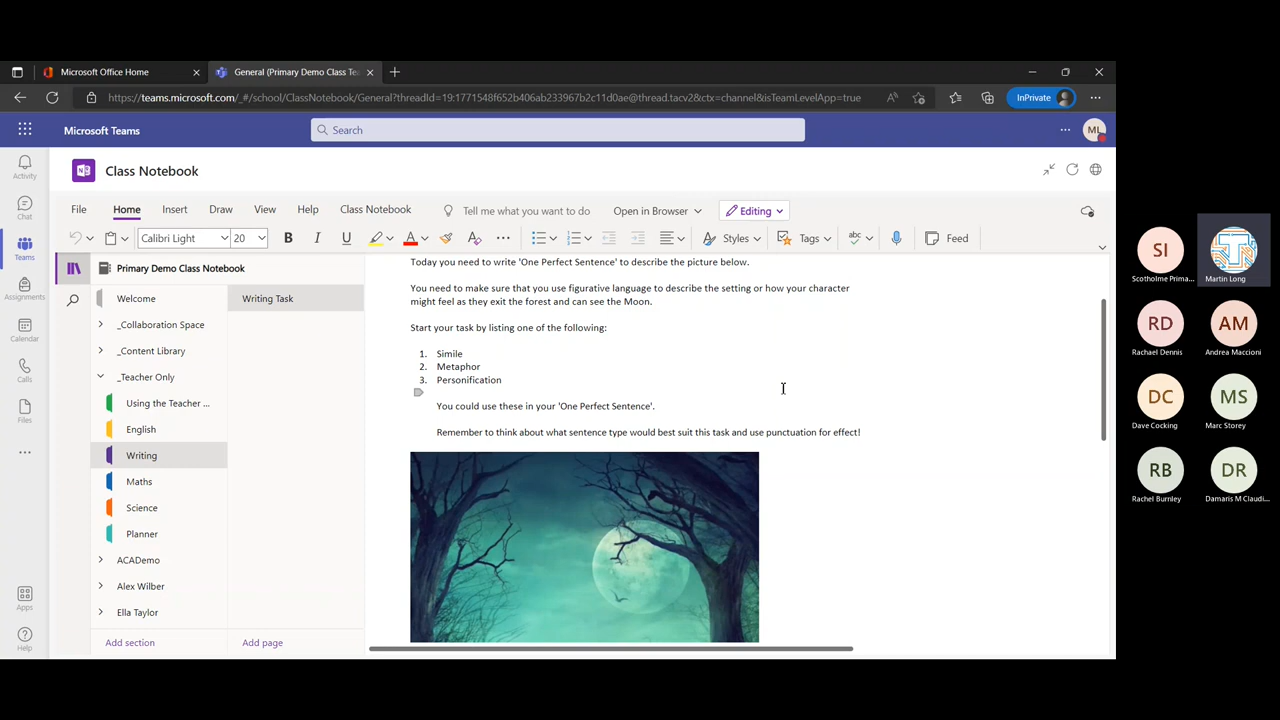 Microsoft Office Home
General (Primary Demo Class Tea
https://teams.microsoft.com/_#/school/ClassNotebook/General?threadId=19:1771548f652b406ab233967b2c11d0ae@thread.tacv2&ctx=channel&isTeamLevelApp=true
InPrivate
Microsoft Teams
Search
ML
Activity
Chat
Teams
Assignments
Calendar
Calls
Files
Apps
Help
Class Notebook
File Home Insert Draw View Help Class Notebook Tell me what you want to do Open in Browser Editing
Calibri Light 20 B I U A Styles Tags Feed
Primary Demo Class Notebook
Welcome
_Collaboration Space
_Content Library
_Teacher Only
Using the Teacher ...
English
Writing
Maths
Science
Planner
ACADemo
Alex Wilber
Ella Taylor
Add section
Writing Task
Add page
Today you need to write 'One Perfect Sentence' to describe the picture below.
You need to make sure that you use figurative language to describe the setting or how your character
might feel as they exit the forest and can see the Moon.
Start your task by listing one of the following:
1. Simile
2. Metaphor
3. Personification
You could use these in your 'One Perfect Sentence'.
Remember to think about what sentence type would best suit this task and use punctuation for effect!
SI
Scotholme Prima...
Martin Long
RD
Rachael Dennis
AM
Andrea Maccioni
DC
Dave Cocking
MS
Marc Storey
RB
Rachel Burnley
DR
Damaris M Claudi...